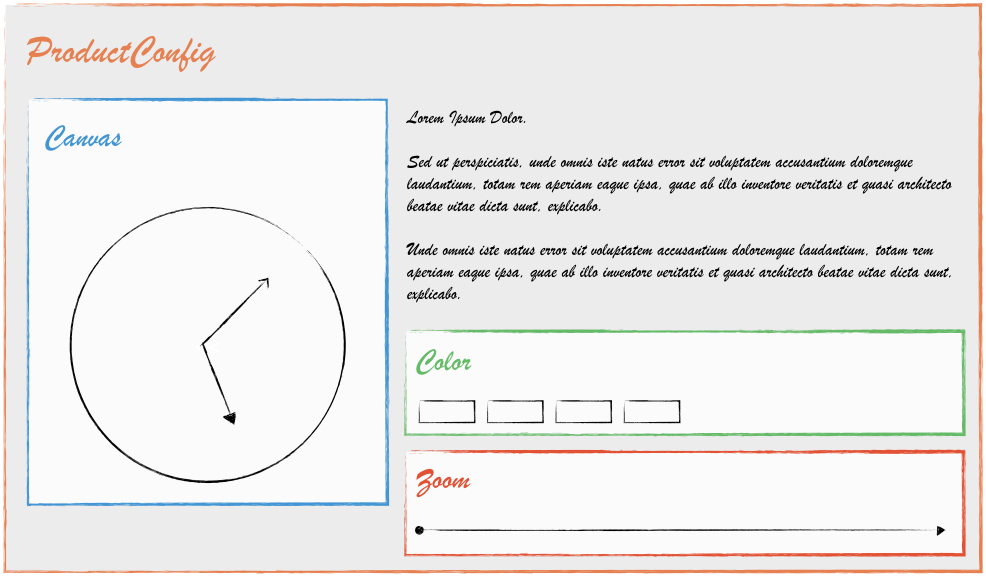 ProductConfig
Canvas
Lorem Ipsum Dolor.
Sed ut perspiciatis, unde omnis iste natus error sit voluptatem accusantium doloremque
laudantium, totam rem aperiam eaque ipsa, quae ab illo inventore veritatis et quasi architecto
beatae vitae dicta sunt, explicabo.
Unde omnis iste natus error sit voluptatem accusantium doloremque laudantium, totam rem
aperiam eaque ipsa, quae ab illo inventore veritatis et quasi architecto beatae vitae dicta sunt,
explicabo.
Color
Zoom